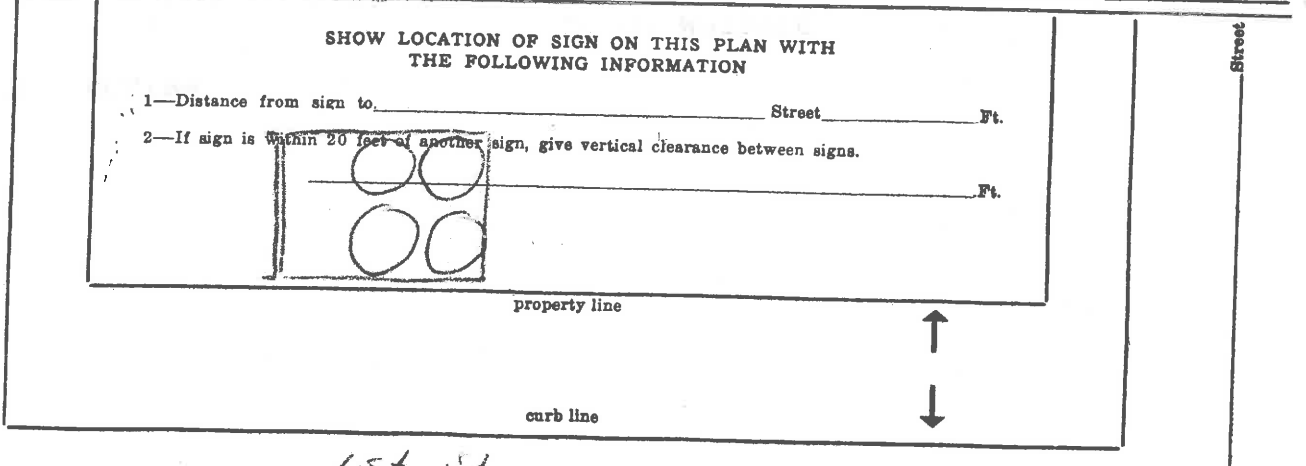 SHOW LOCATION OF SIGN ON THIS PLAN WITH
THE FOLLOWING INFORMATION
1—Distance from sign to Street Ft.
2—If sign is within 20 feet of another sign, give vertical clearance between signs.
Ft.
property line
curb line
Street